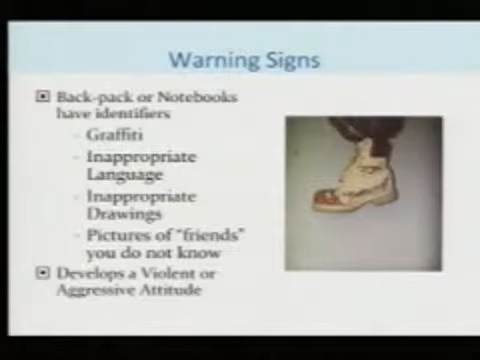 Warning Signs
Back-pack or Notebooks
have identifiers
- Graffiti
- Inappropriate
Language
- Inappropriate
Drawings
- Pictures of “friends”
you do not know
Develops a Violent or
Aggressive Attitude